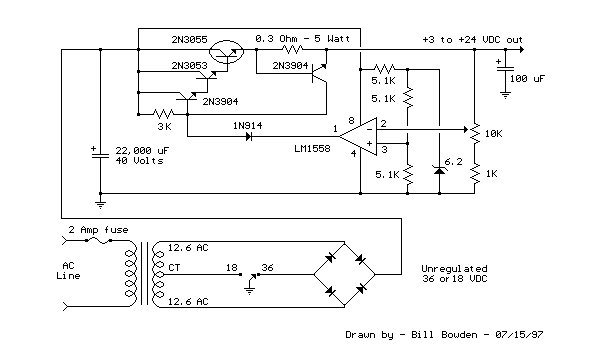 2N3055
0.3 Ohm - 5 Watt
+3 to +24 VDC out
2N3053
2N3904
+
100 uF
5.1K
2N3904
5.1K
3K
1N914
8
1
2
-
10K
+
3
LM1558
4
+
22,000 uF
40 Volts
5.1K
6.2
1K
2 Amp fuse
12.6 AC
AC
Line
CT
18
36
Unregulated
36 or 18 VDC
12.6 AC
Drawn by - Bill Bowden - 07/15/97